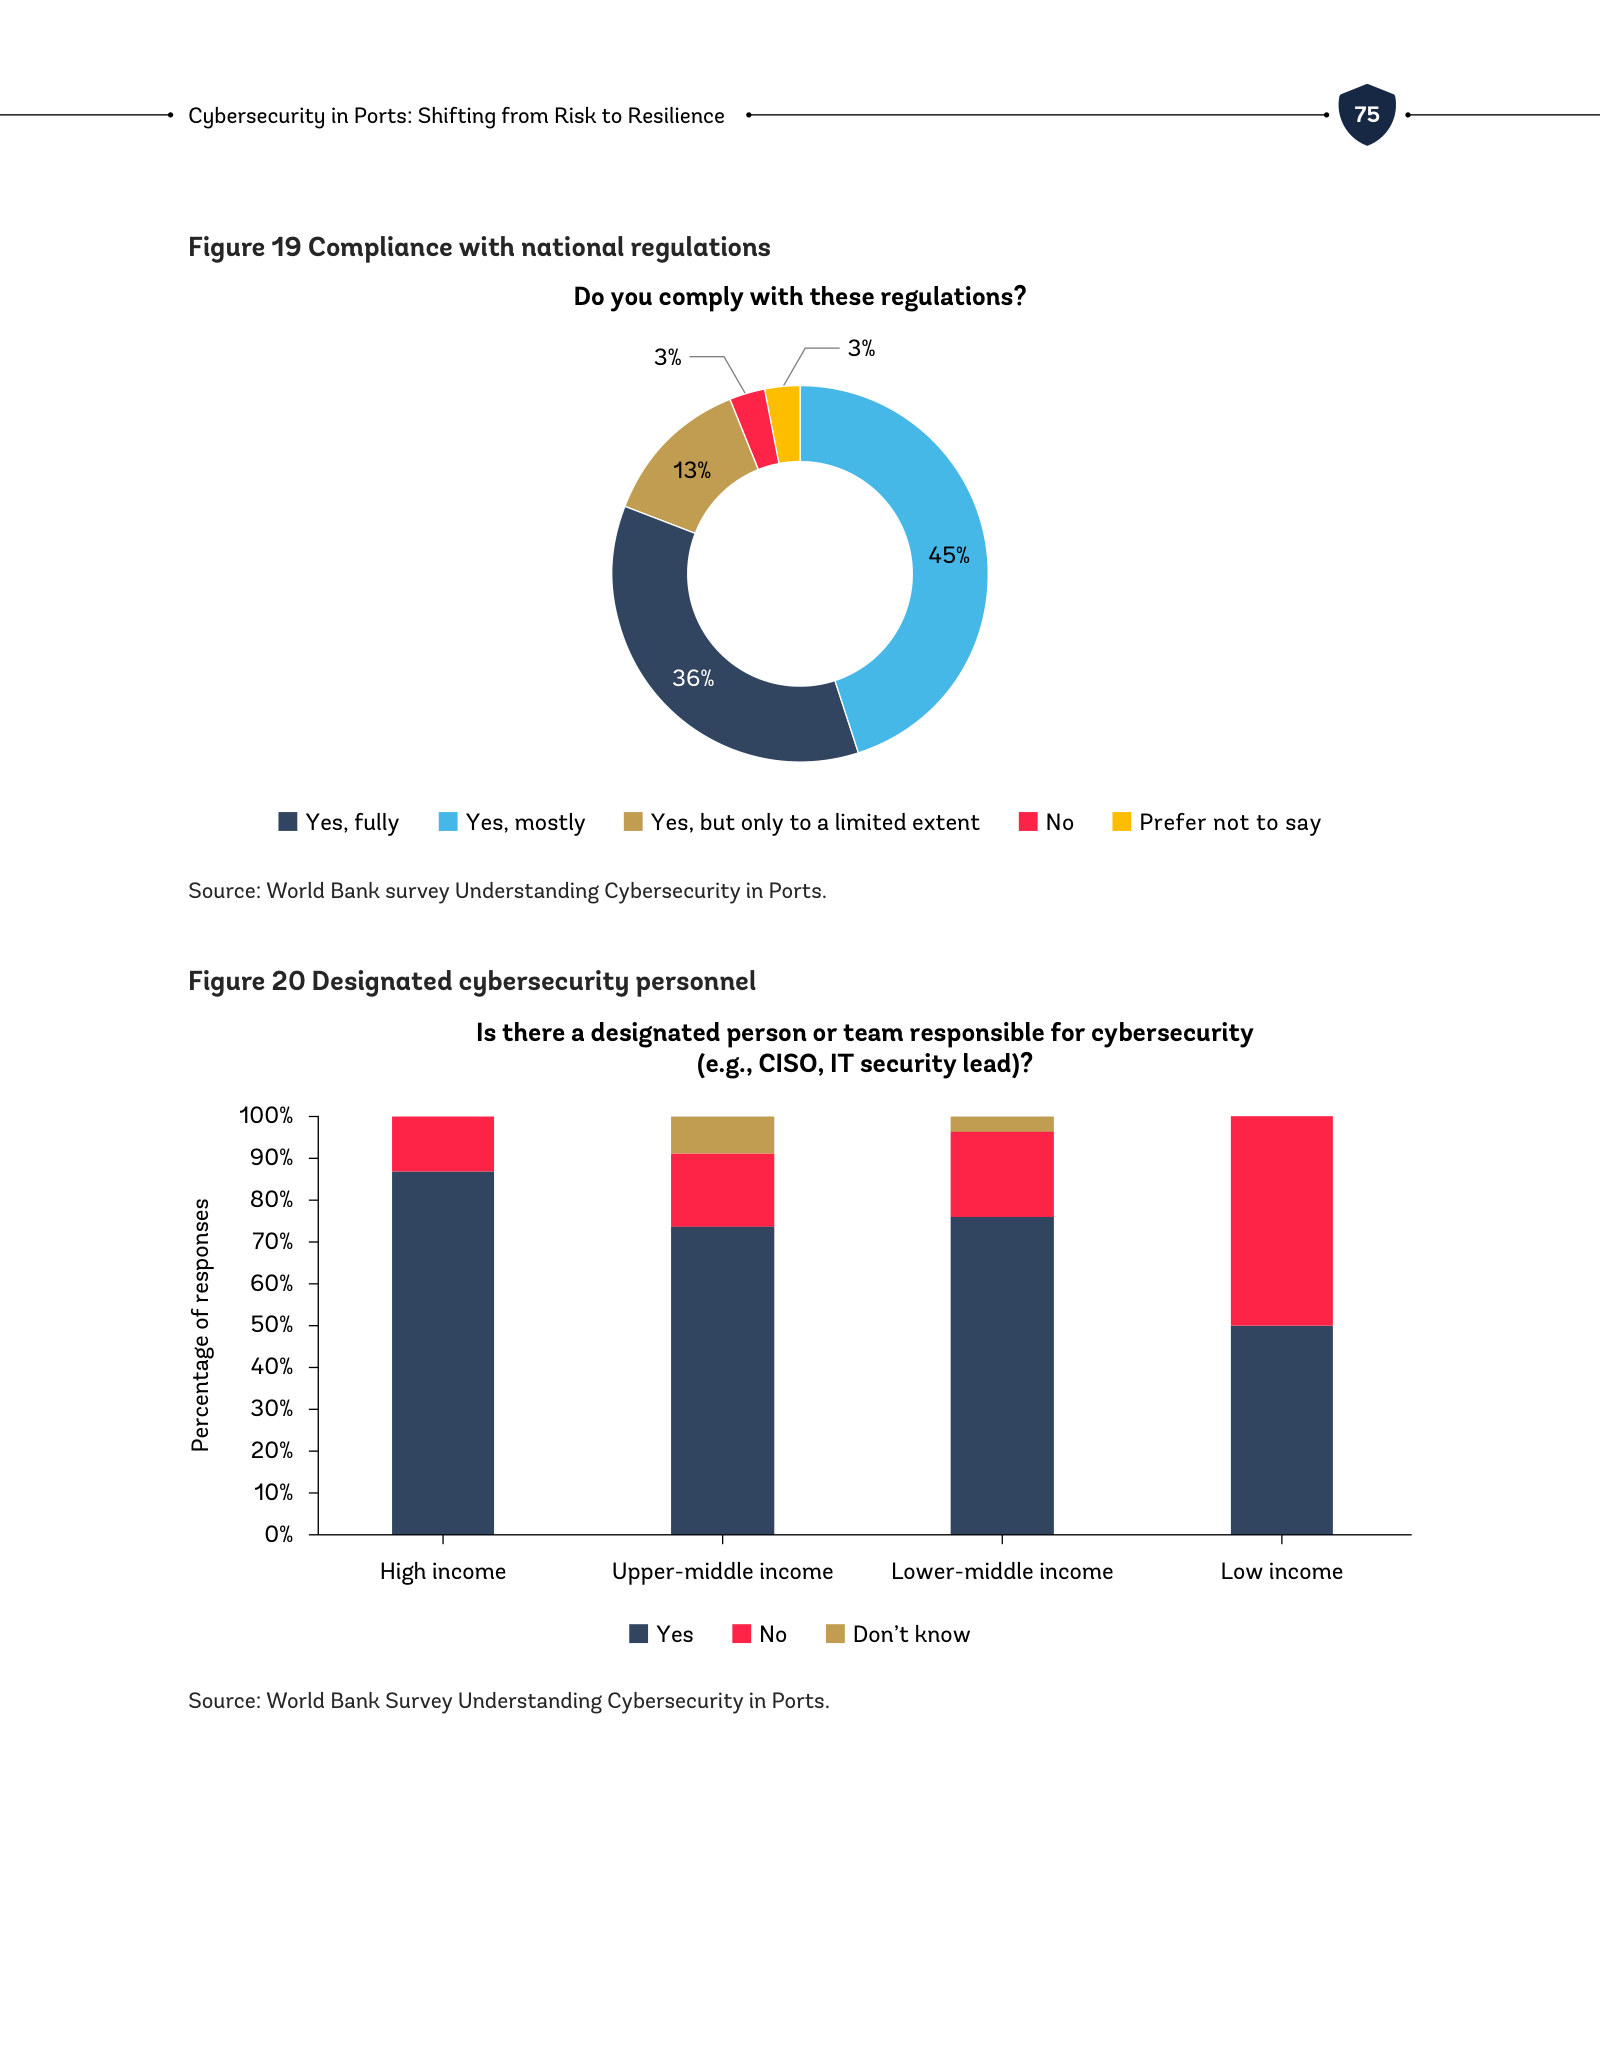 Cybersecurity in Ports: Shifting from Risk to Resilience
75
Figure 19 Compliance with national regulations
Do you comply with these regulations?
3%
3%
13%
45%
36%
Yes, fully
Yes, mostly
Yes, but only to a limited extent
No
Prefer not to say
Source: World Bank survey Understanding Cybersecurity in Ports.
Figure 20 Designated cybersecurity personnel
Is there a designated person or team responsible for cybersecurity
(e.g., CISO, IT security lead)?
Percentage of responses
100%
90%
80%
70%
60%
50%
40%
30%
20%
10%
0%
High income
Upper-middle income
Lower-middle income
Low income
Yes
No
Don’t know
Source: World Bank Survey Understanding Cybersecurity in Ports.